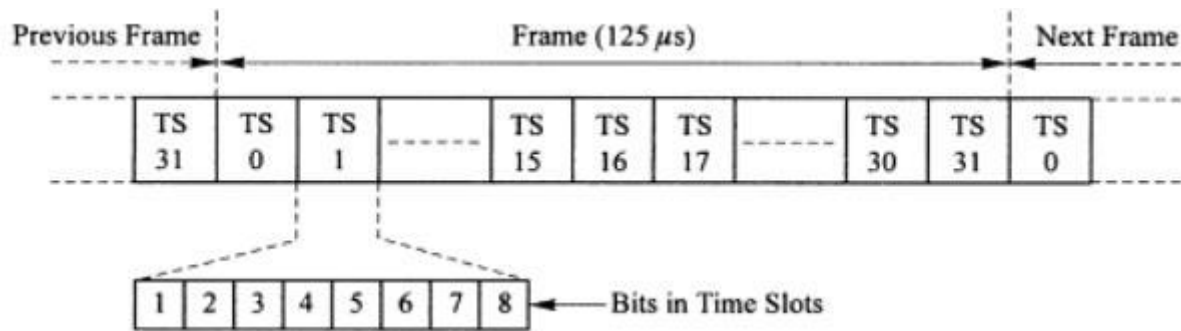 Previous Frame Frame (125 μs) Next Frame
TS TS TS TS TS TS TS TS TS
31 0 1 15 16 17 30 31 0
1 2 3 4 5 6 7 8 Bits in Time Slots